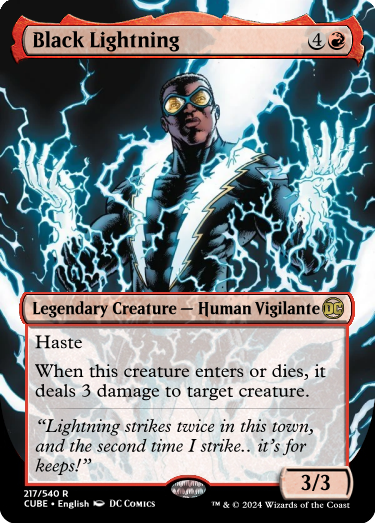 Black Lightning 4
Legendary Creature — Human Vigilante DC
Haste
When this creature enters or dies, it
deals 3 damage to target creature.
“Lightning strikes twice in this town,
and the second time I strike.. it’s for
keeps!”
3/3
217/540 R
CUBE • English DC COMICS ™ & © 2024 Wizards of the Coast